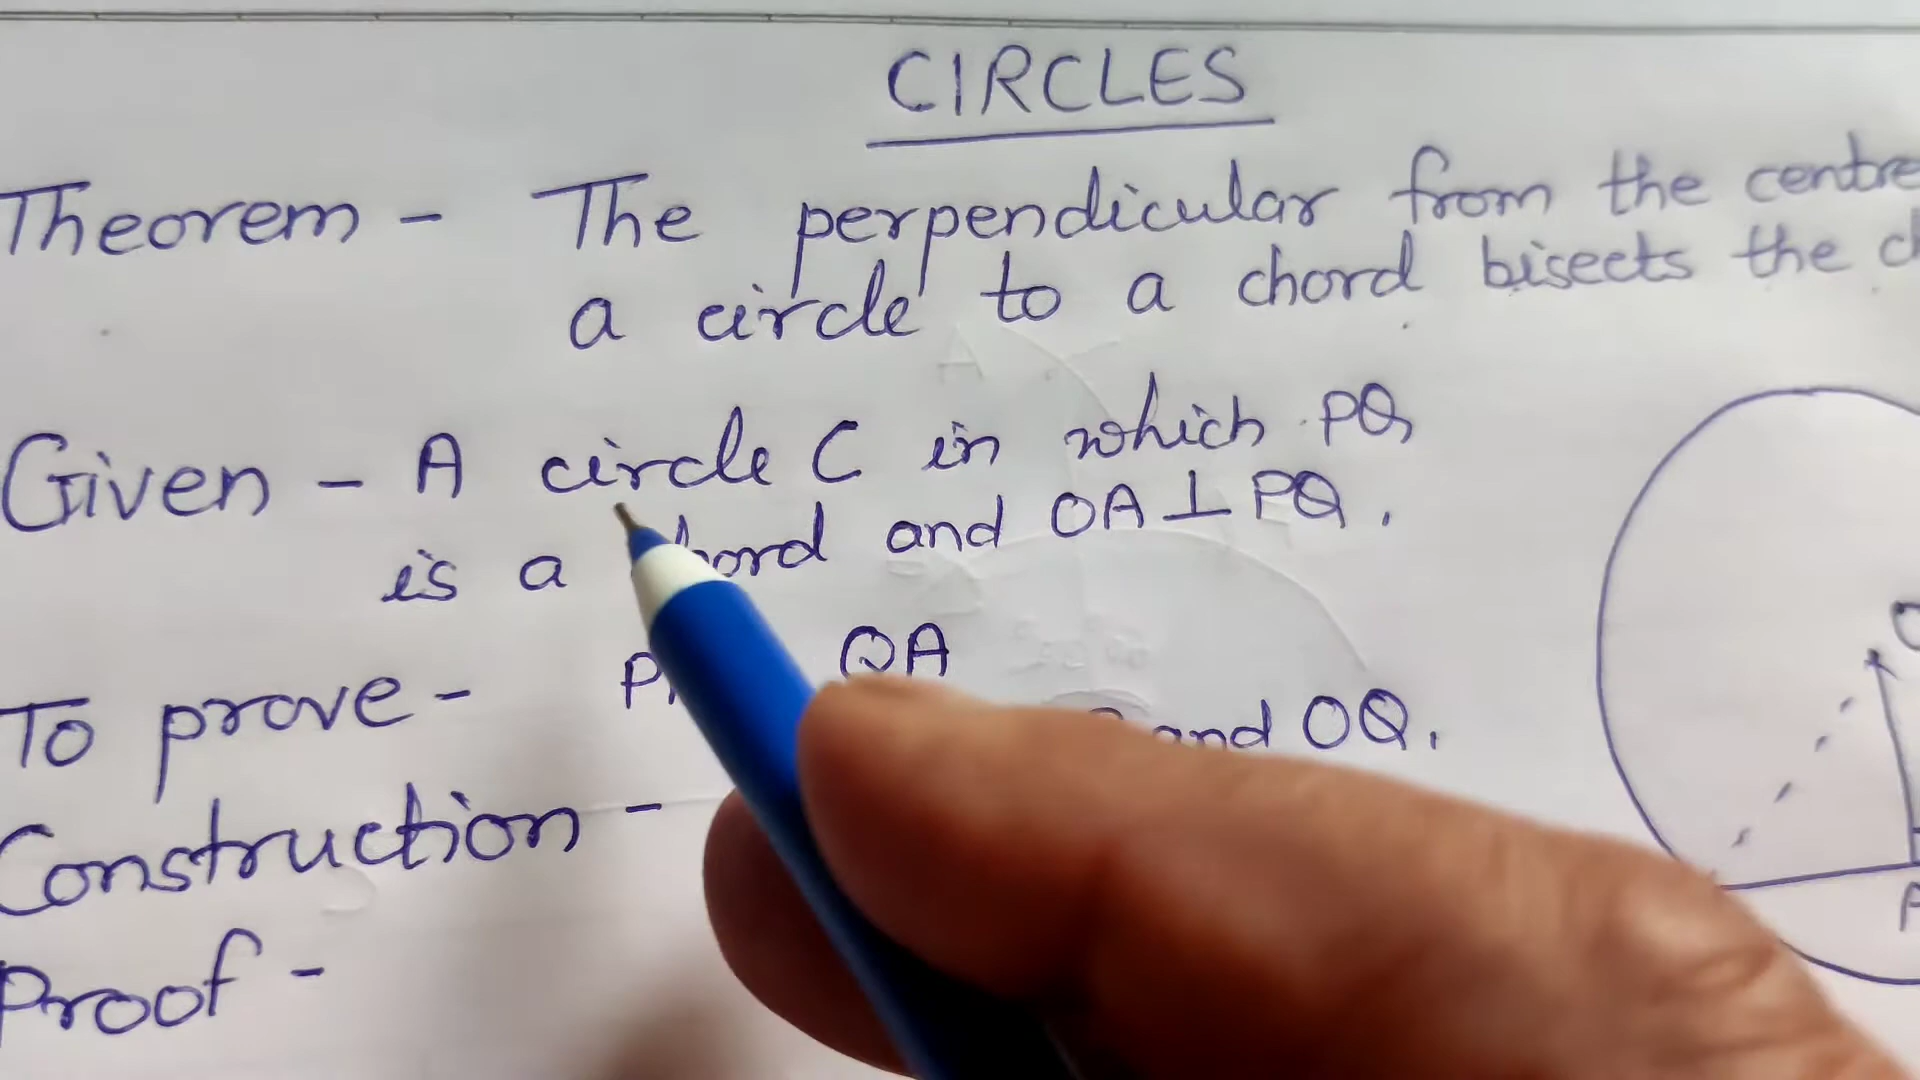 CIRCLES
Theorem - The perpendicular from the centre
a circle to a chord bisects the
Given - A circle C in which PQ
is a and OA ⊥ PQ.
To prove - QA
Construction - and OQ.
Proof -
O
A